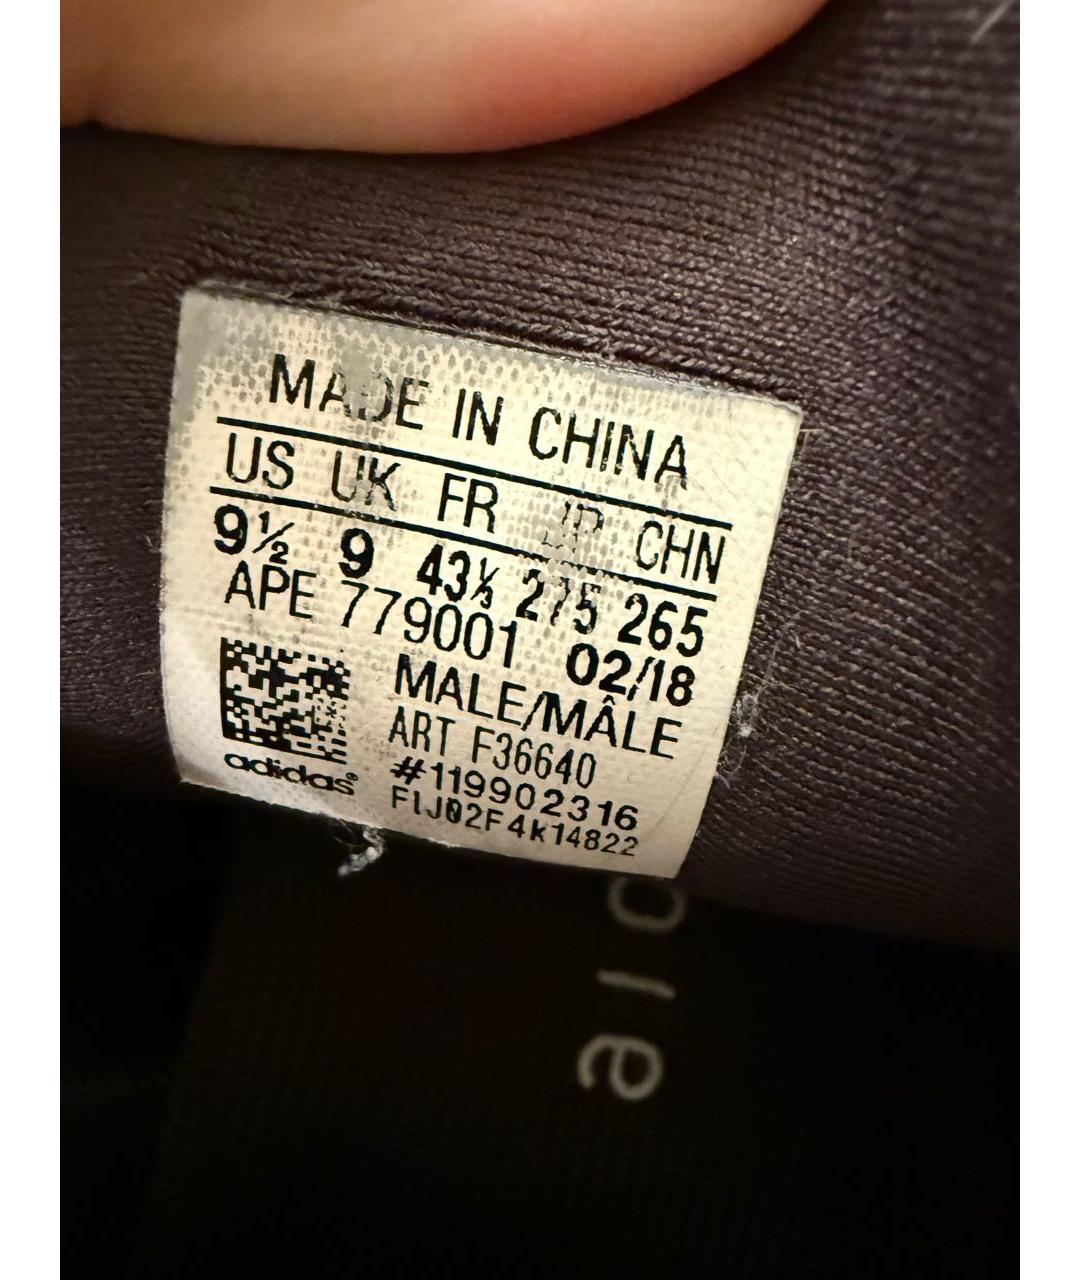 MADE IN CHINA
US UK FR JP CHN
9½ 9 43⅓ 275 265
APE 779001 02/18
MALE/MÂLE
ART F36640
#119902316
F1J02F4k14822
adidas®